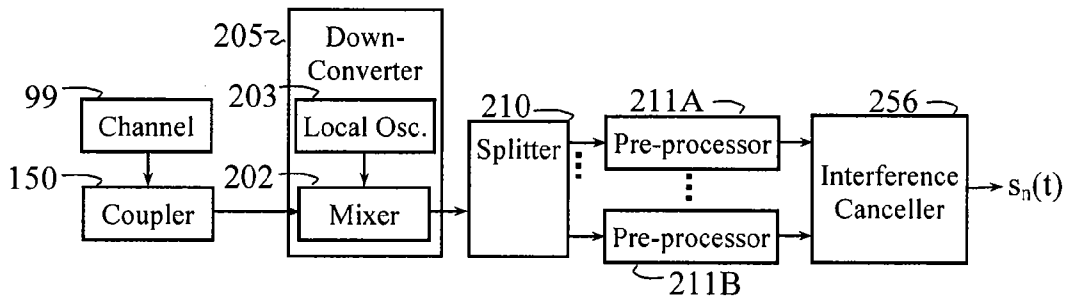 205
Down-
Converter
99
203
210
211A
256
Channel
Local Osc.
Splitter
Pre-processor
150
202
Interference
Canceller
sn(t)
Coupler
Mixer
Pre-processor
211B